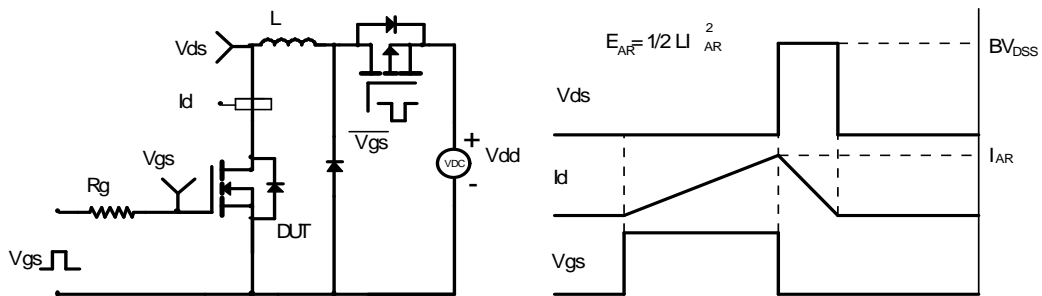 L
Vds
Id
Vgs
Rg
DUT
Vgs
Vgs
VDC
+
-
Vdd
E_AR = 1/2 LI²_AR
BV_DSS
Vds
I_AR
Id
Vgs